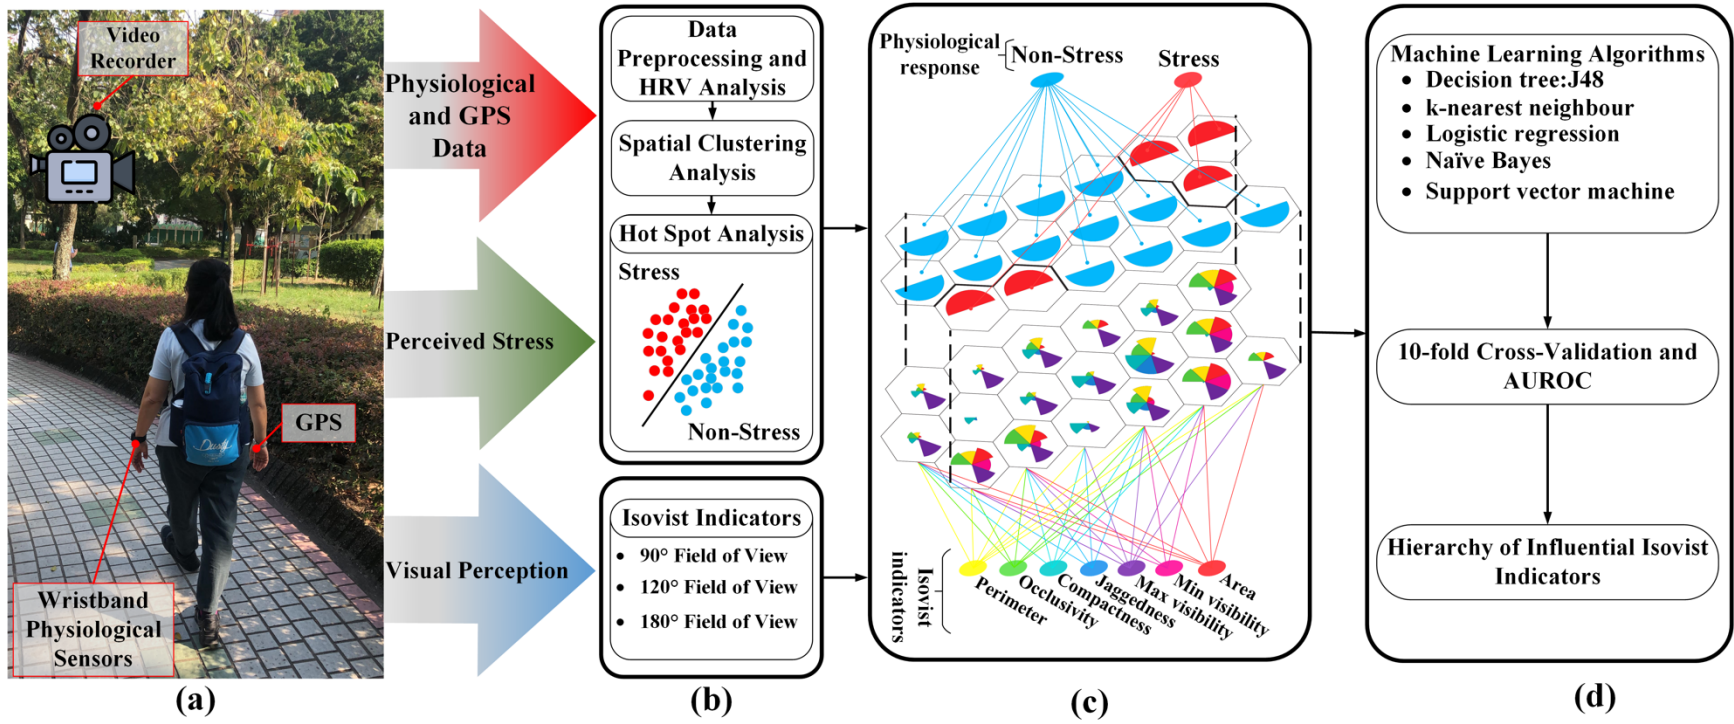 Video
Recorder
GPS
Wristband
Physiological
Sensors
(a)
Physiological
and GPS
Data
Perceived Stress
Visual Perception
Data
Preprocessing and
HRV Analysis
Spatial Clustering
Analysis
Hot Spot Analysis
Stress
Non-Stress
Isovist Indicators
• 90° Field of View
• 120° Field of View
• 180° Field of View
(b)
Physiological
response
Non-Stress
Stress
Isovist
indicators
Perimeter
Occlusivity
Compactness
Jaggedness
Max visibility
Min visibility
Area
(c)
Machine Learning Algorithms
• Decision tree:J48
• k-nearest neighbour
• Logistic regression
• Naïve Bayes
• Support vector machine
10-fold Cross-Validation and
AUROC
Hierarchy of Influential Isovist
Indicators
(d)